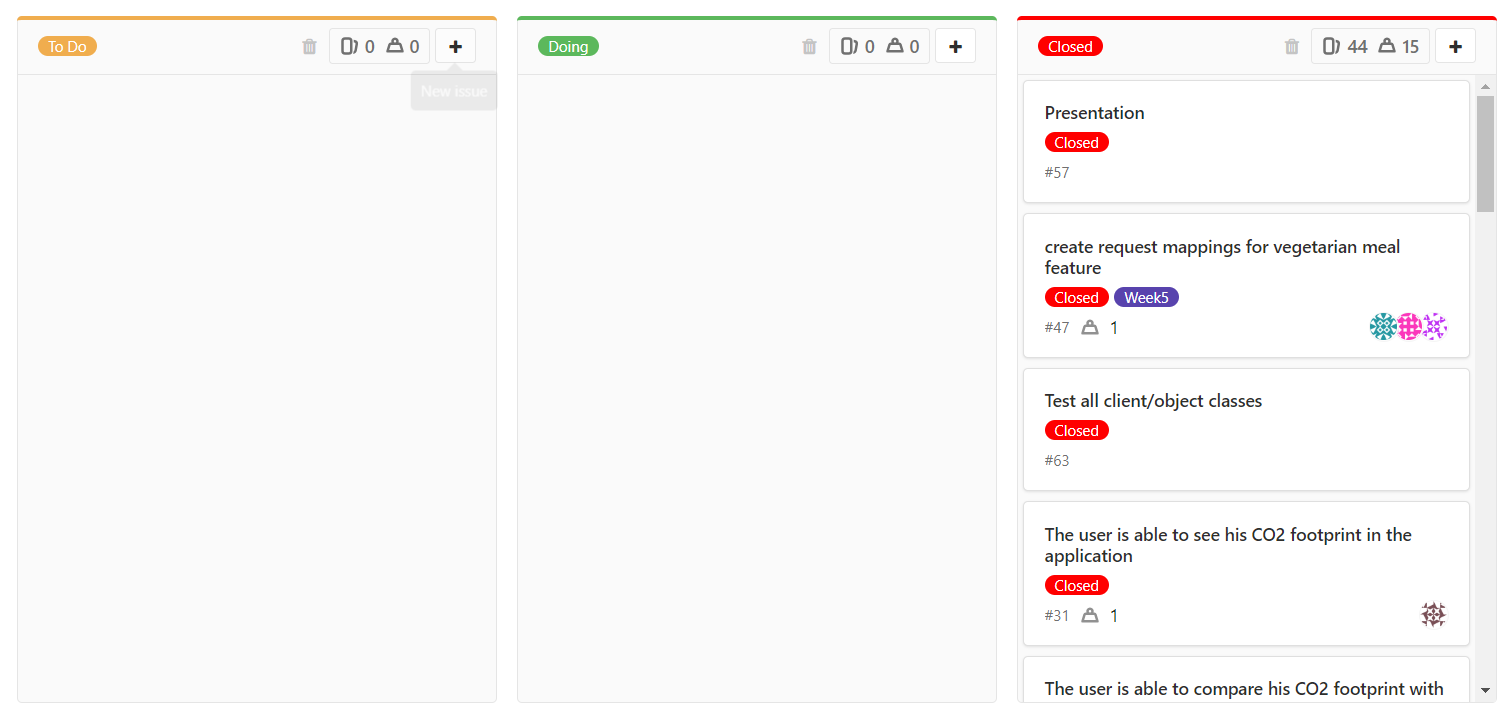 To Do 0 0
New issue
Doing 0 0
Closed 44 15
Presentation
Closed
#57
create request mappings for vegetarian meal
feature
Closed Week5
#47 1
Test all client/object classes
Closed
#63
The user is able to see his CO2 footprint in the
application
Closed
#31 1
The user is able to compare his CO2 footprint with